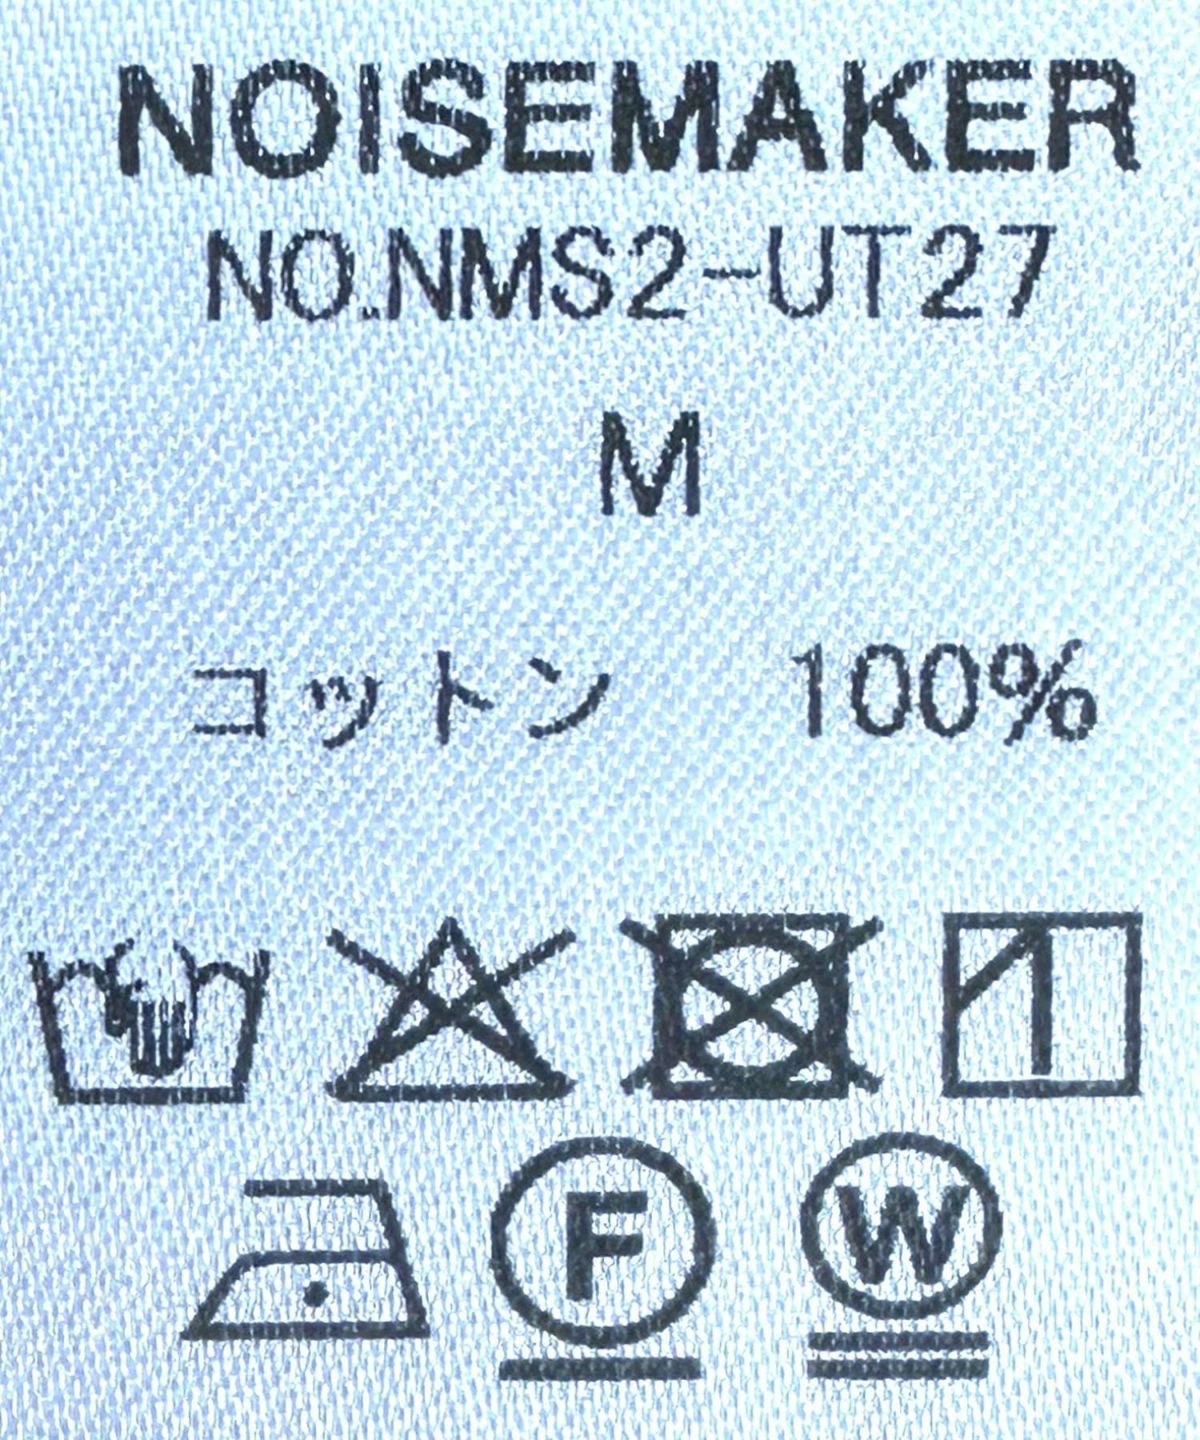 NOISEMAKER
NO.NMS2-UT27
M
コットン 100%
F W